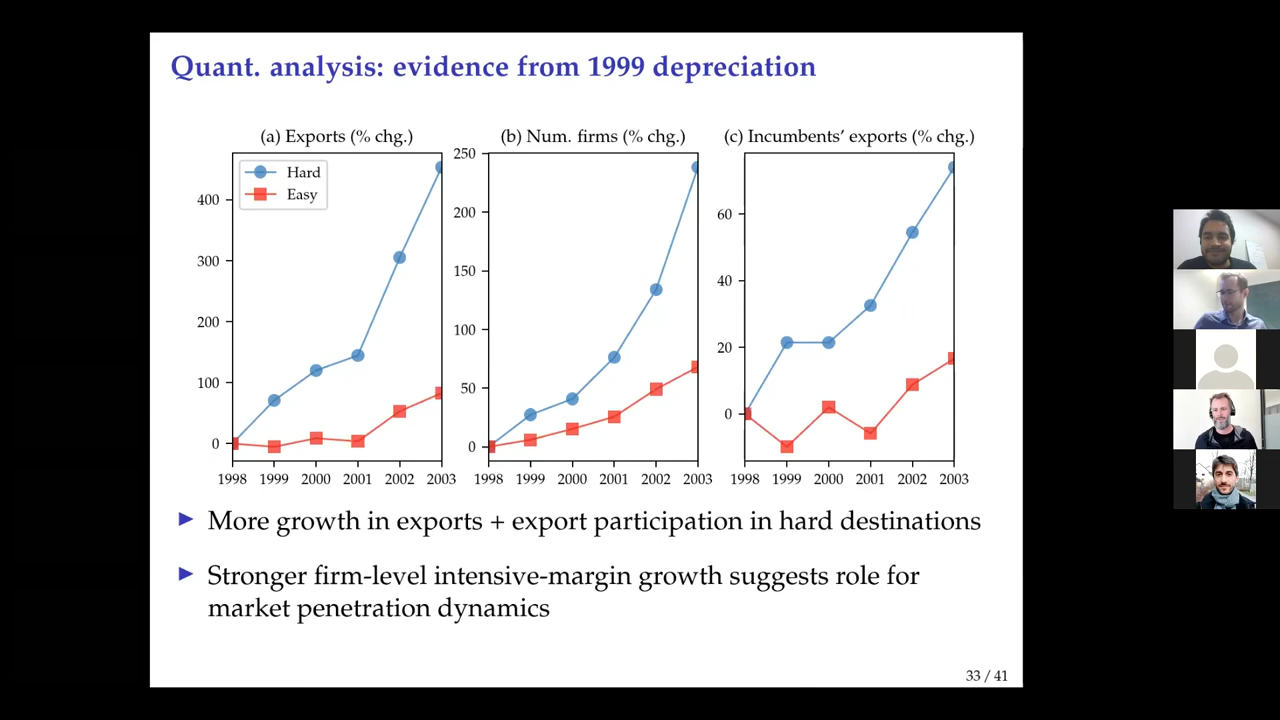 Quant. analysis: evidence from 1999 depreciation
(a) Exports (% chg.)
Hard
Easy
400
300
200
100
0
1998 1999 2000 2001 2002 2003
(b) Num. firms (% chg.)
250
200
150
100
50
0
1998 1999 2000 2001 2002 2003
(c) Incumbents' exports (% chg.)
60
40
20
0
1998 1999 2000 2001 2002 2003
More growth in exports + export participation in hard destinations
Stronger firm-level intensive-margin growth suggests role for
market penetration dynamics
33 / 41